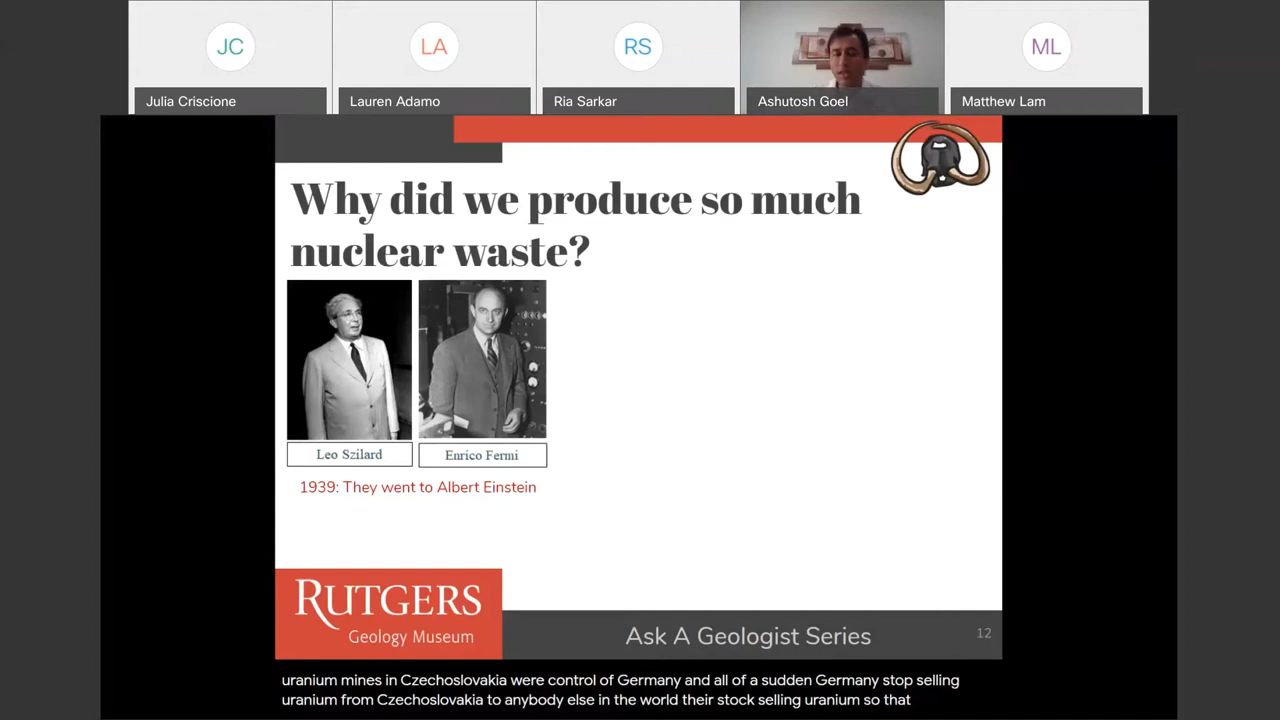 JC
LA
RS
ML
Julia Criscione
Lauren Adamo
Ria Sarkar
Ashutosh Goel
Matthew Lam
Why did we produce so much
nuclear waste?
Leo Szilard
Enrico Fermi
1939: They went to Albert Einstein
RUTGERS
Geology Museum
Ask A Geologist Series
12
uranium mines in Czechoslovakia were control of Germany and all of a sudden Germany stop selling
uranium from Czechoslovakia to anybody else in the world their stock selling uranium so that